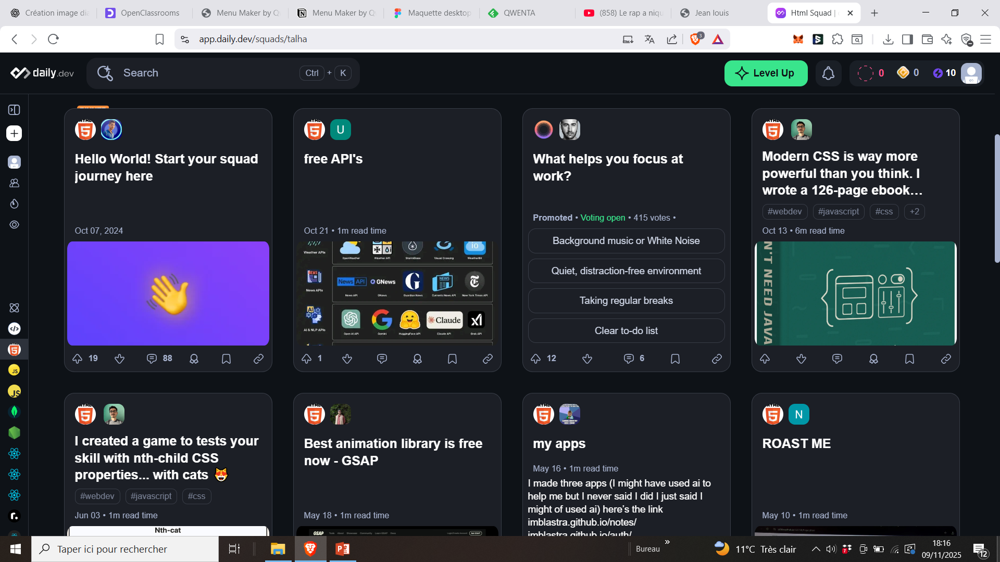 Création image dia
OpenClassrooms
Menu Maker by Q
Menu Maker by Q
Maquette desktop
QWENTA
(858) Le rap a niqu
Jean louis
Html Squad |
app.daily.dev/squads/talha
3
daily.dev
Search
Ctrl + K
Level Up
0
0
10
Hello World! Start your squad
journey here
Oct 07, 2024
19
88
U
free API's
Oct 21 • 1m read time
Weather APIs
OpenWeather
Weather API
StormGlass
Visual Crossing
WeatherBit
News APIs
NEWS
News API
GNews
NEWS
News API
GNews
Guardian News
Currents News API
New York Times API
AI & NLP APIs
Claude
Open AI API
Gemini
HuggingFace API
Claude API
Grok API
1
What helps you focus at
work?
Promoted • Voting open • 415 votes •
Background music or White Noise
Quiet, distraction-free environment
Taking regular breaks
Clear to-do list
12
6
Modern CSS is way more
powerful than you think. I
wrote a 126-page ebook...
#webdev
#javascript
#css
+2
Oct 13 • 6m read time
N'T NEED JAVA
I created a game to tests your
skill with nth-child CSS
properties... with cats 😻
#webdev
#javascript
#css
Jun 03 • 1m read time
Nth-cat
Best animation library is free
now - GSAP
May 18 • 1m read time
GSAP
my apps
May 16 • 1m read time
I made three apps (I might have used ai to
help me but I never said I did I just said I
might of used ai) here's the link
imblastra.github.io/notes/
imblastra.github.io/auth/
N
ROAST ME
May 10 • 1m read time
Taper ici pour rechercher
Bureau
11°C Très clair
18:16
09/11/2025
12